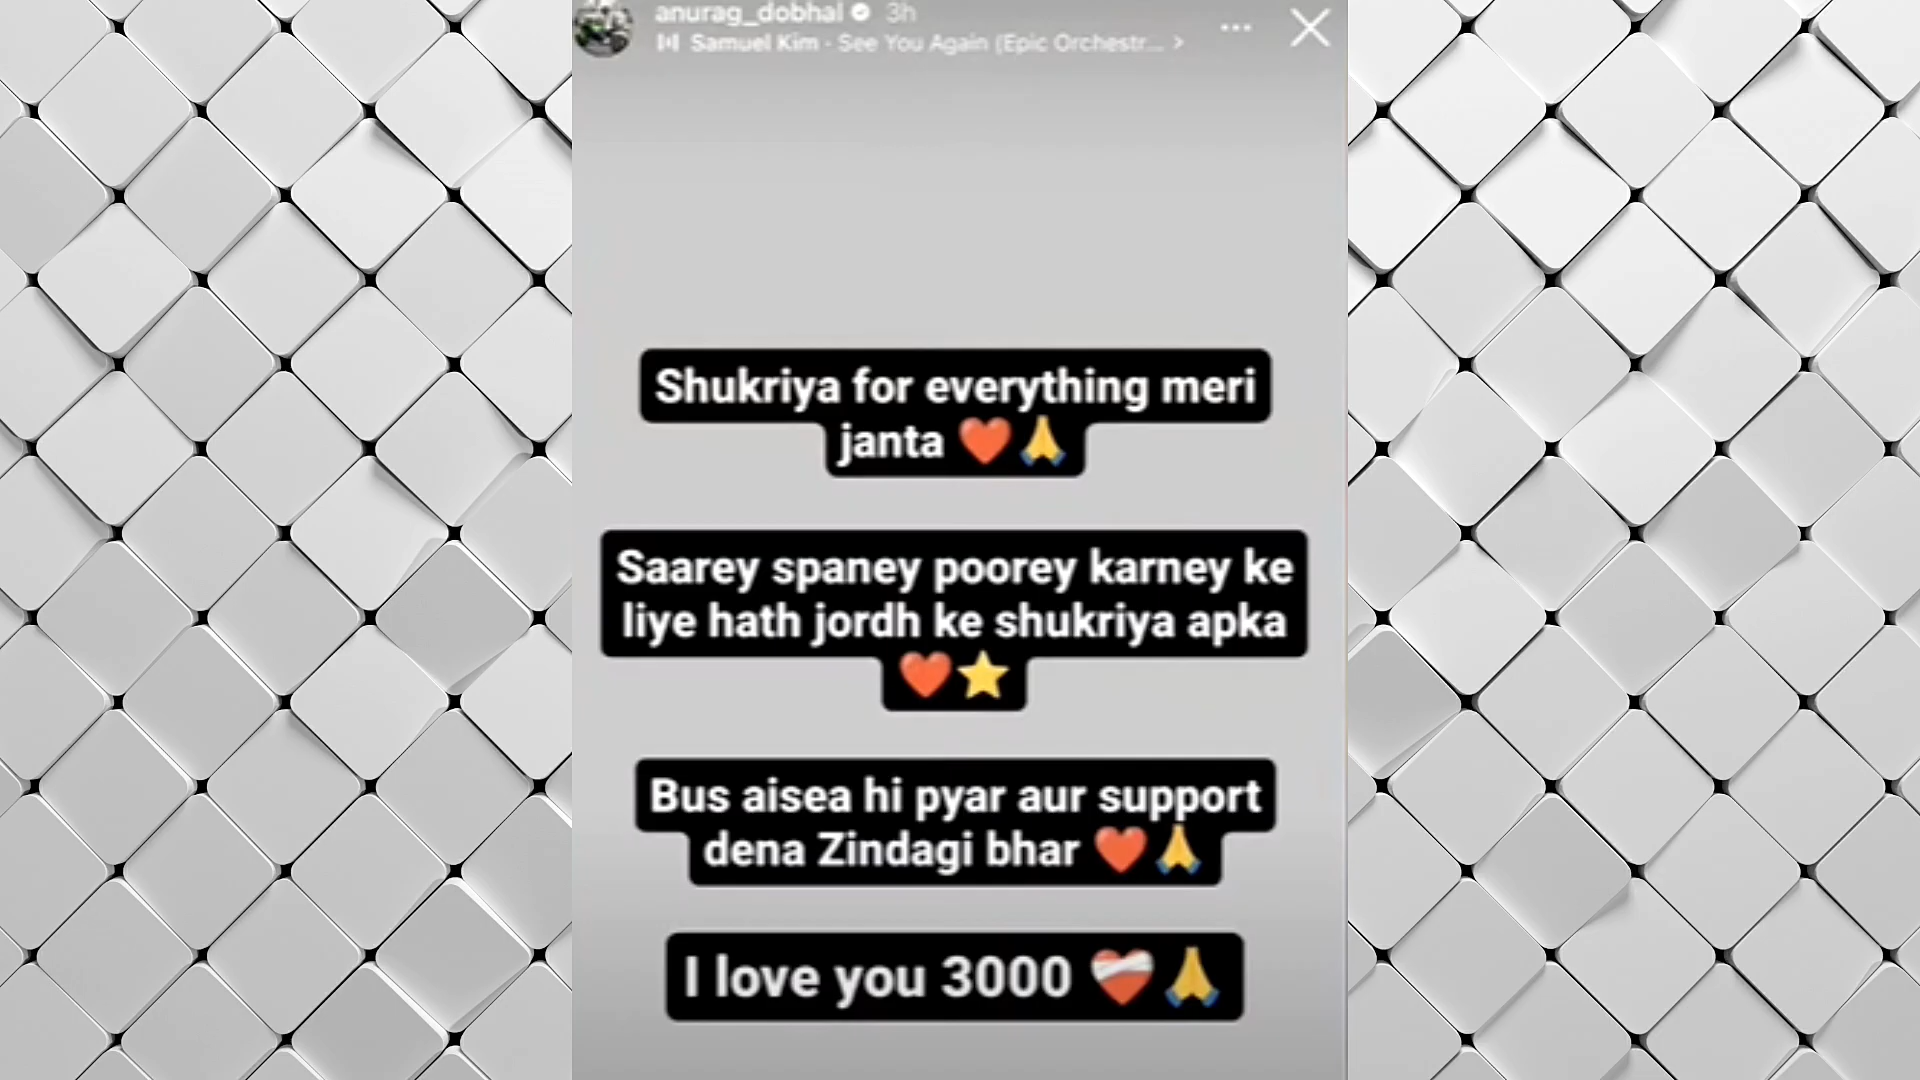 anurag_dobhal 3h
Samuel Kim - See You Again (Epic Orchestr... >
Shukriya for everything meri
janta ❤️🙏
Saarey spaney poorey karney ke
liye hath jordh ke shukriya apka
❤️⭐
Bus aisea hi pyar aur support
dena Zindagi bhar ❤️🙏
I love you 3000 ❤️‍🩹🙏